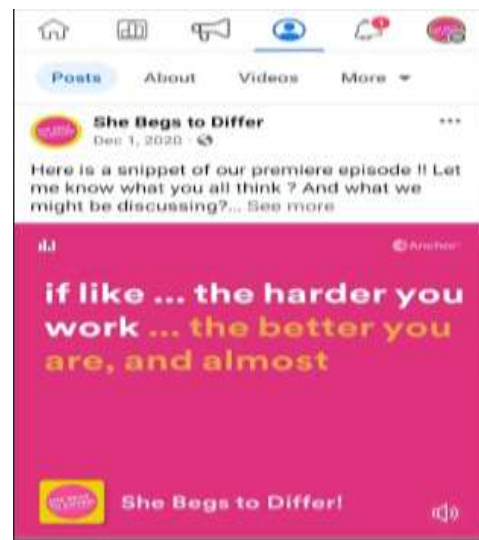 Posts About Videos More
She Begs to Differ
Dec 1, 2020
Here is a snippet of our premiere episode !! Let
me know what you all think ? And what we
might be discussing?... See more
Anchor
if like ... the harder you
work ... the better you
are, and almost
She Begs to Differ!